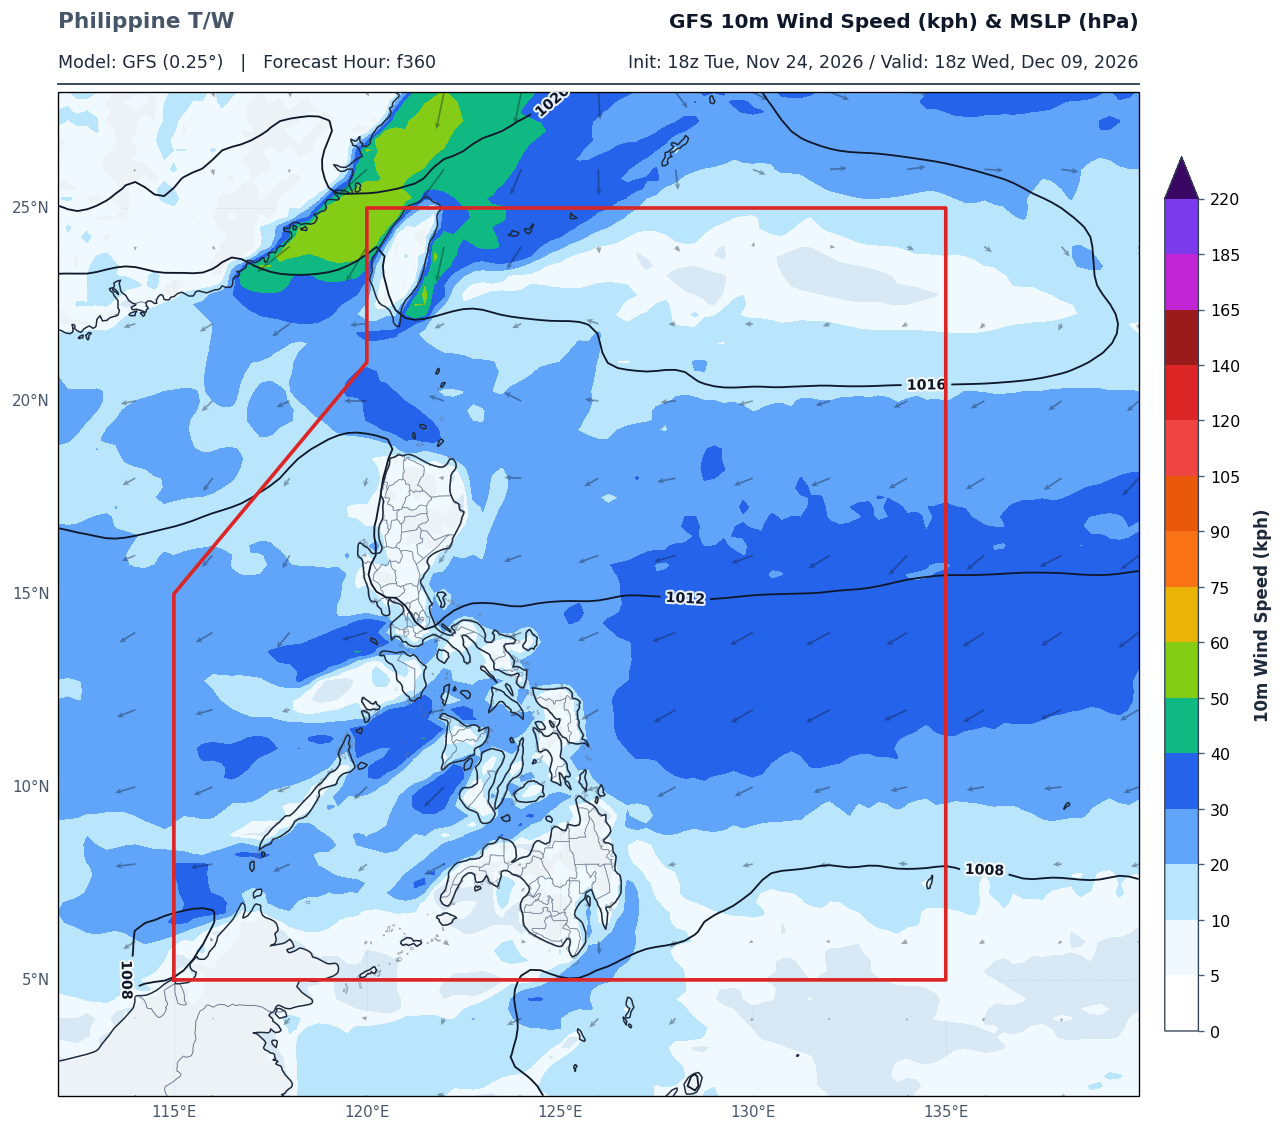 Philippine T/W
GFS 10m Wind Speed (kph) & MSLP (hPa)
Model: GFS (0.25°) | Forecast Hour: f360
Init: 18z Tue, Nov 24, 2026 / Valid: 18z Wed, Dec 09, 2026
1020
1016
1012
1008
1008
25°N
20°N
15°N
10°N
5°N
115°E
120°E
125°E
130°E
135°E
220
185
165
140
120
105
90
75
60
50
40
30
20
10
5
0
10m Wind Speed (kph)